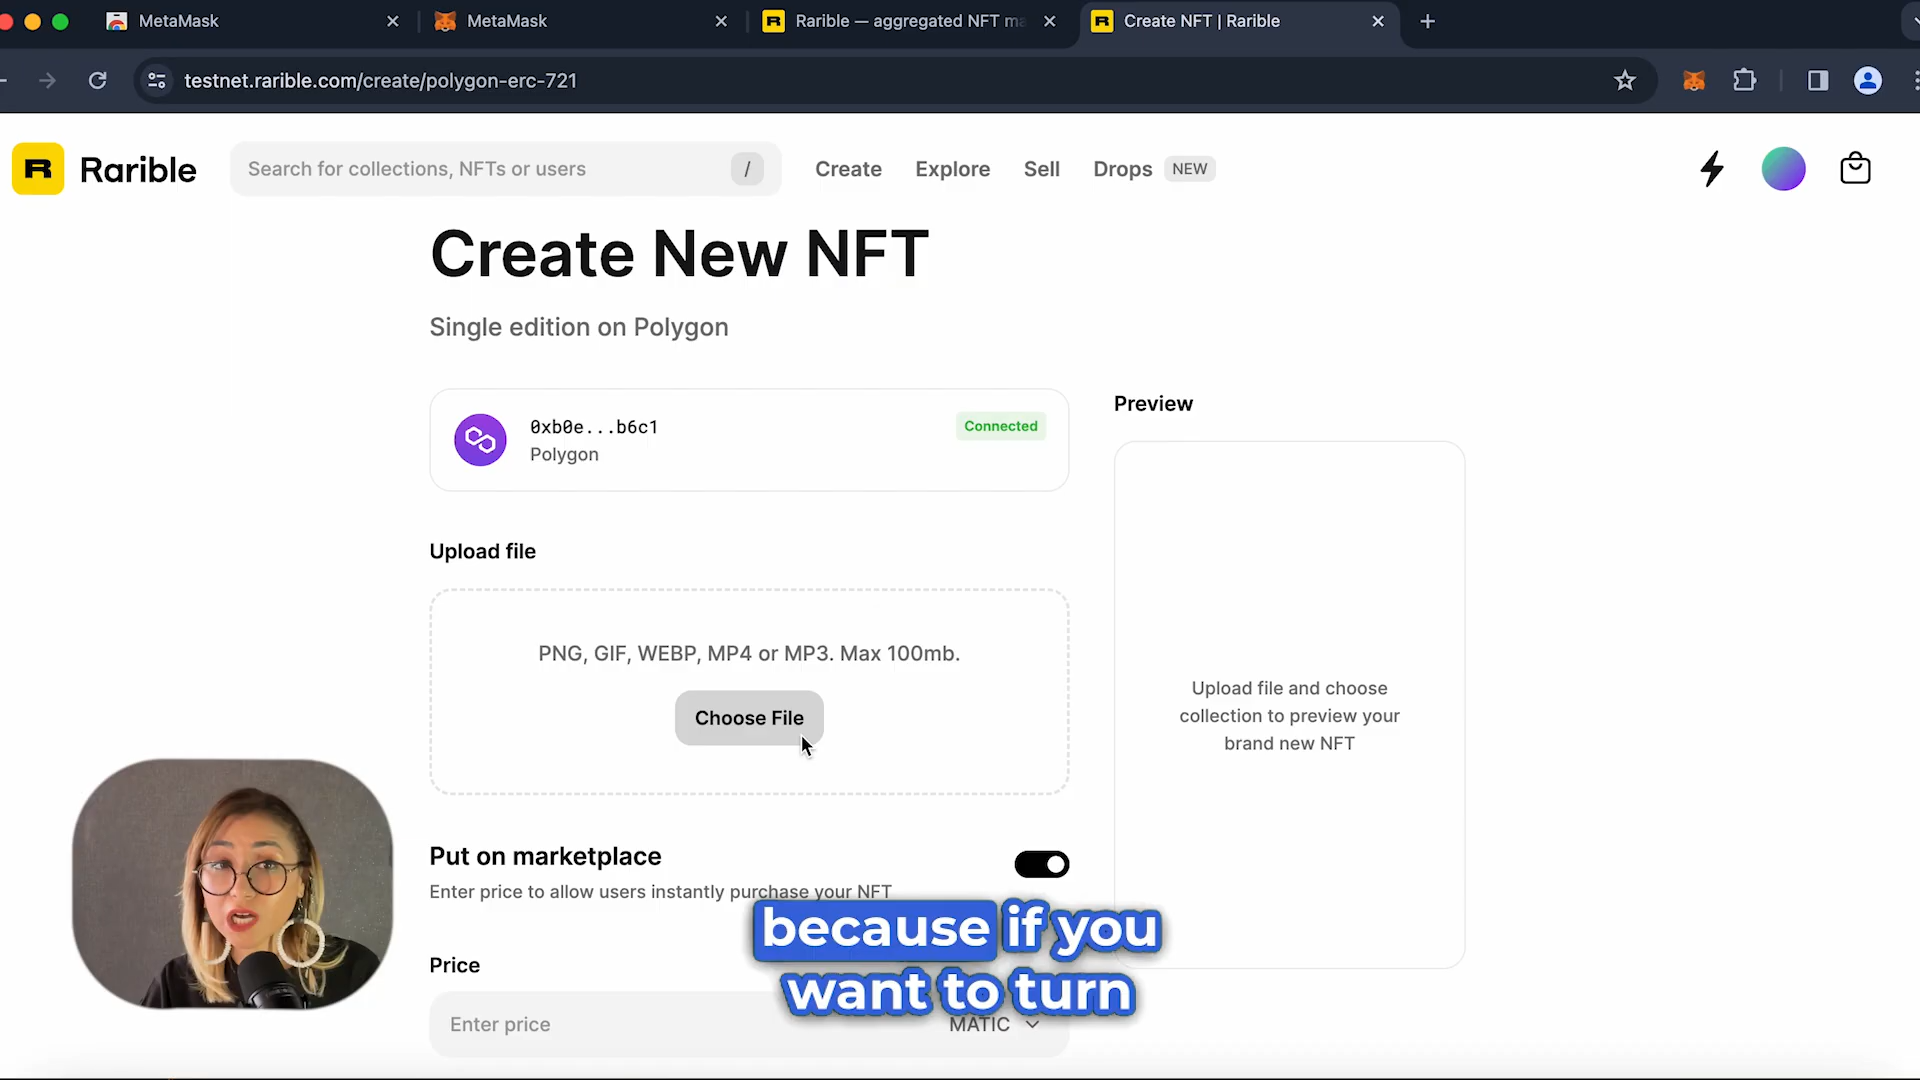 MetaMask
MetaMask
Rarible — aggregated NFT ma
Create NFT | Rarible
testnet.rarible.com/create/polygon-erc-721
R Rarible
Search for collections, NFTs or users
/
Create
Explore
Sell
Drops
NEW
Create New NFT
Single edition on Polygon
0xb0e...b6c1
Connected
Polygon
Preview
Upload file
PNG, GIF, WEBP, MP4 or MP3. Max 100mb.
Choose File
Upload file and choose
collection to preview your
brand new NFT
Put on marketplace
Enter price to allow users instantly purchase your NFT
because if you
want to turn
Price
Enter price
MATIC